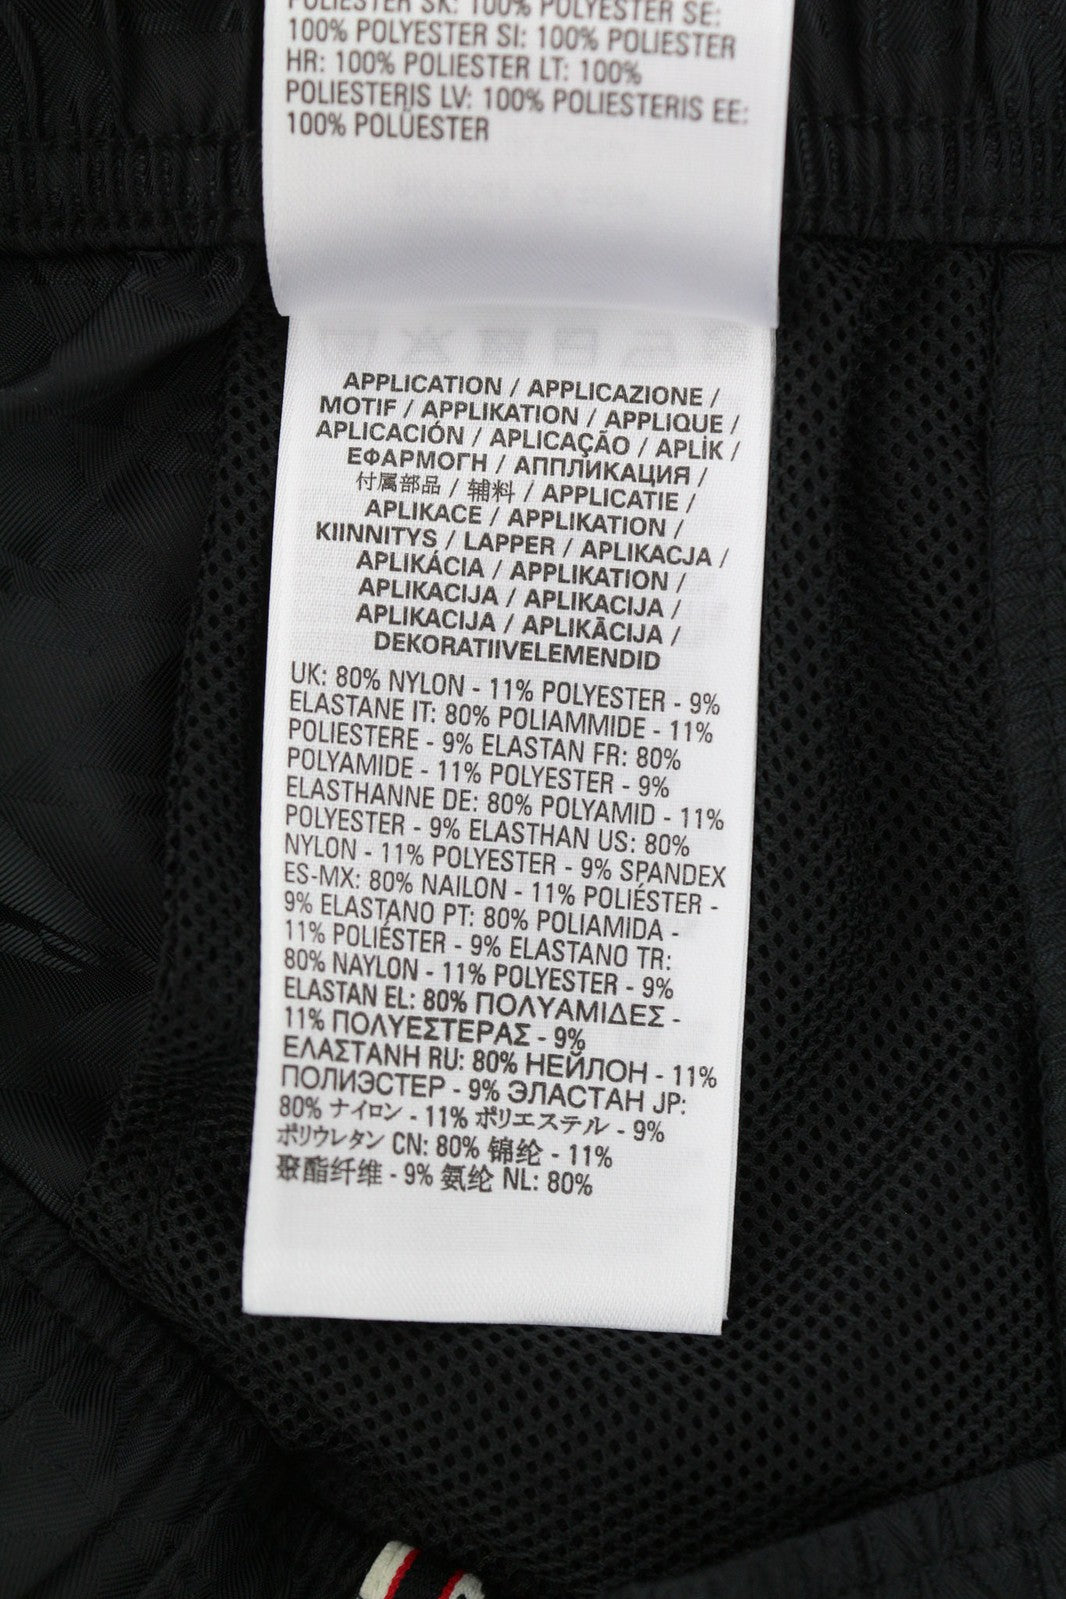 POLIESTER SK: 100% POLYESTER SE:
100% POLYESTER SI: 100% POLIESTER
HR: 100% POLIESTER LT: 100%
POLIESTERIS LV: 100% POLIESTERIS EE:
100% POLÜESTER
APPLICATION / APPLICAZIONE /
MOTIF / APPLIKATION / APPLIQUE /
APLICACIÓN / APLICAÇÃO / APLİK /
ΕΦΑΡΜΟΓΗ / АППЛИКАЦИЯ /
付属部品 / 辅料 / APPLICATIE /
APLIKACE / APPLIKATION /
KIINNITYS / LAPPER / APLIKACJA /
APLIKÁCIA / APPLIKATION /
APLIKACIJA / APLIKACIJA /
APLIKACIJA / APLIKĀCIJA /
DEKORATIIVELEMENDID
UK: 80% NYLON - 11% POLYESTER - 9%
ELASTANE IT: 80% POLIAMMIDE - 11%
POLIESTERE - 9% ELASTAN FR: 80%
POLYAMIDE - 11% POLYESTER - 9%
ELASTHANNE DE: 80% POLYAMID - 11%
POLYESTER - 9% ELASTHAN US: 80%
NYLON - 11% POLYESTER - 9% SPANDEX
ES-MX: 80% NAILON - 11% POLIÉSTER -
9% ELASTANO PT: 80% POLIAMIDA -
11% POLIÉSTER - 9% ELASTANO TR:
80% NAYLON - 11% POLYESTER - 9%
ELASTAN EL: 80% ΠΟΛΥΑΜΙΔΕΣ -
11% ΠΟΛΥΕΣΤΕΡΑΣ - 9%
ΕΛΑΣΤΑΝΗ RU: 80% НЕЙЛОН - 11%
ПОЛИЭСТЕР - 9% ЭЛАСТАН JP:
80% ナイロン - 11% ポリエステル - 9%
ポリウレタン CN: 80% 锦纶 - 11%
聚酯纤维 - 9% 氨纶 NL: 80%